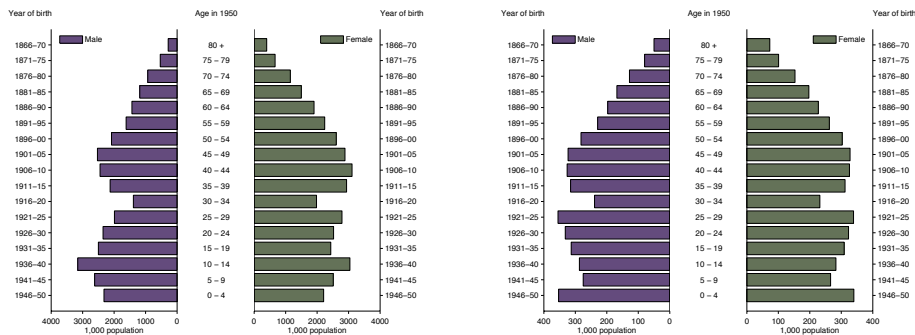 Year of birth Age in 1950 Year of birth Year of birth Age in 1950 Year of birth
Male Female Male Female
1866–70 80 + 1866–70 1866–70 80 + 1866–70
1871–75 75 – 79 1871–75 1871–75 75 – 79 1871–75
1876–80 70 – 74 1876–80 1876–80 70 – 74 1876–80
1881–85 65 – 69 1881–85 1881–85 65 – 69 1881–85
1886–90 60 – 64 1886–90 1886–90 60 – 64 1886–90
1891–95 55 – 59 1891–95 1891–95 55 – 59 1891–95
1896–00 50 – 54 1896–00 1896–00 50 – 54 1896–00
1901–05 45 – 49 1901–05 1901–05 45 – 49 1901–05
1906–10 40 – 44 1906–10 1906–10 40 – 44 1906–10
1911–15 35 – 39 1911–15 1911–15 35 – 39 1911–15
1916–20 30 – 34 1916–20 1916–20 30 – 34 1916–20
1921–25 25 – 29 1921–25 1921–25 25 – 29 1921–25
1926–30 20 – 24 1926–30 1926–30 20 – 24 1926–30
1931–35 15 – 19 1931–35 1931–35 15 – 19 1931–35
1936–40 10 – 14 1936–40 1936–40 10 – 14 1936–40
1941–45 5 – 9 1941–45 1941–45 5 – 9 1941–45
1946–50 0 – 4 1946–50 1946–50 0 – 4 1946–50
4000 3000 2000 1000 0 0 1000 2000 3000 4000 400 300 200 100 0 0 100 200 300 400
1,000 population 1,000 population 1,000 population 1,000 population